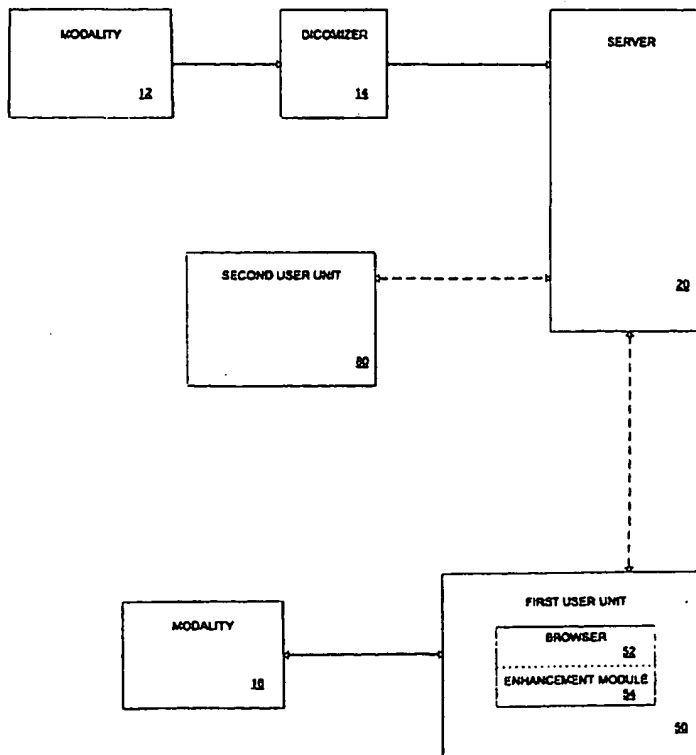 MODALITY
12
DICOMIZER
14
SERVER
20
SECOND USER UNIT
80
FIRST USER UNIT
BROWSER
52
ENHANCEMENT MODULE
54
50
MODALITY
16